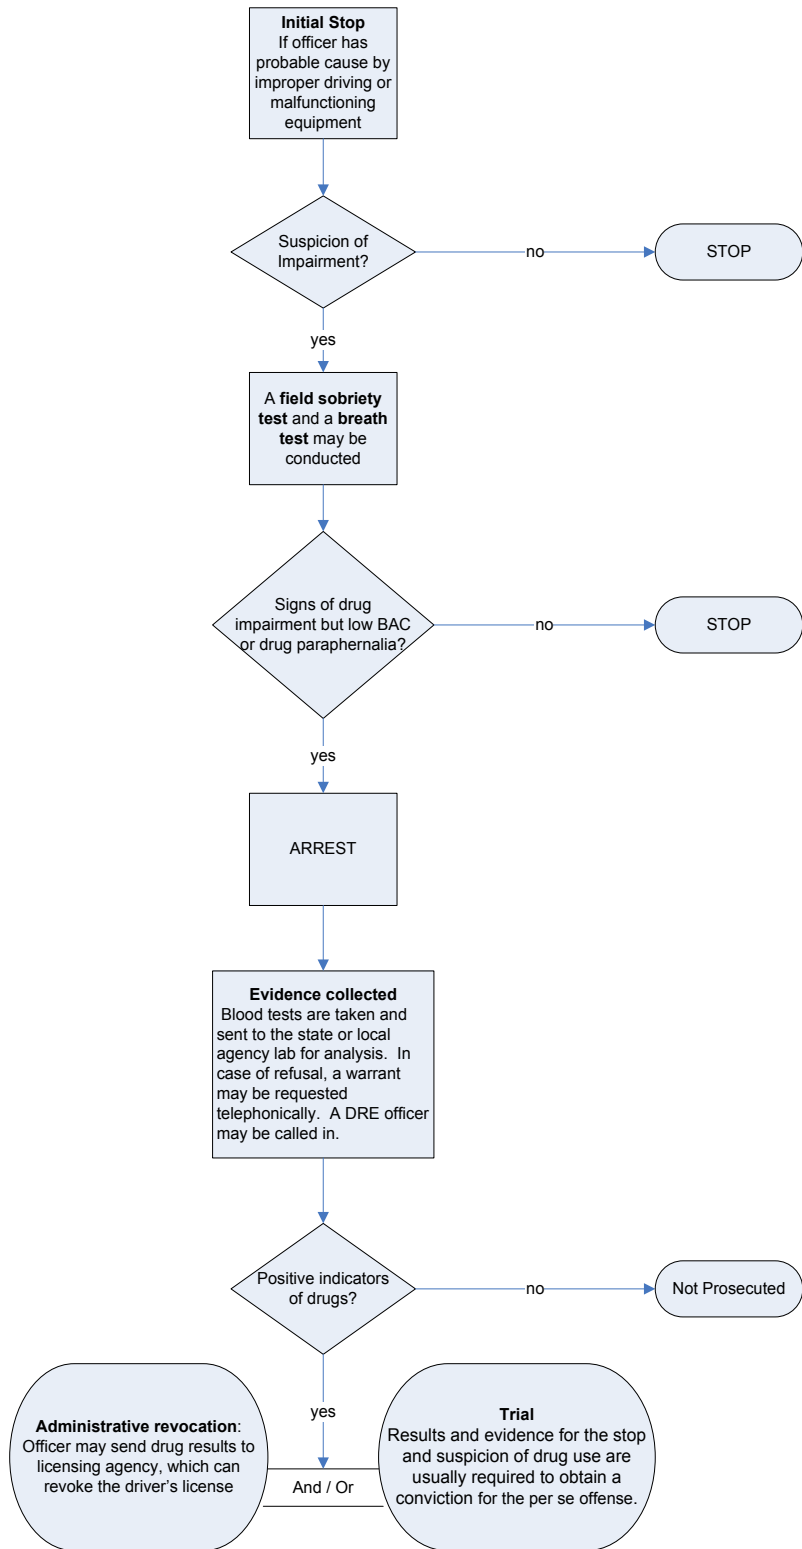 Initial Stop
If officer has
probable cause by
improper driving or
malfunctioning
equipment
Suspicion of
Impairment?
no
STOP
yes
A field sobriety
test and a breath
test may be
conducted
Signs of drug
impairment but low BAC
or drug paraphernalia?
no
STOP
yes
ARREST
Evidence collected
Blood tests are taken and
sent to the state or local
agency lab for analysis. In
case of refusal, a warrant
may be requested
telephonically. A DRE officer
may be called in.
Positive indicators
of drugs?
no
Not Prosecuted
yes
Administrative revocation:
Officer may send drug results to
licensing agency, which can
revoke the driver's license
And / Or
Trial
Results and evidence for the stop
and suspicion of drug use are
usually required to obtain a
conviction for the per se offense.